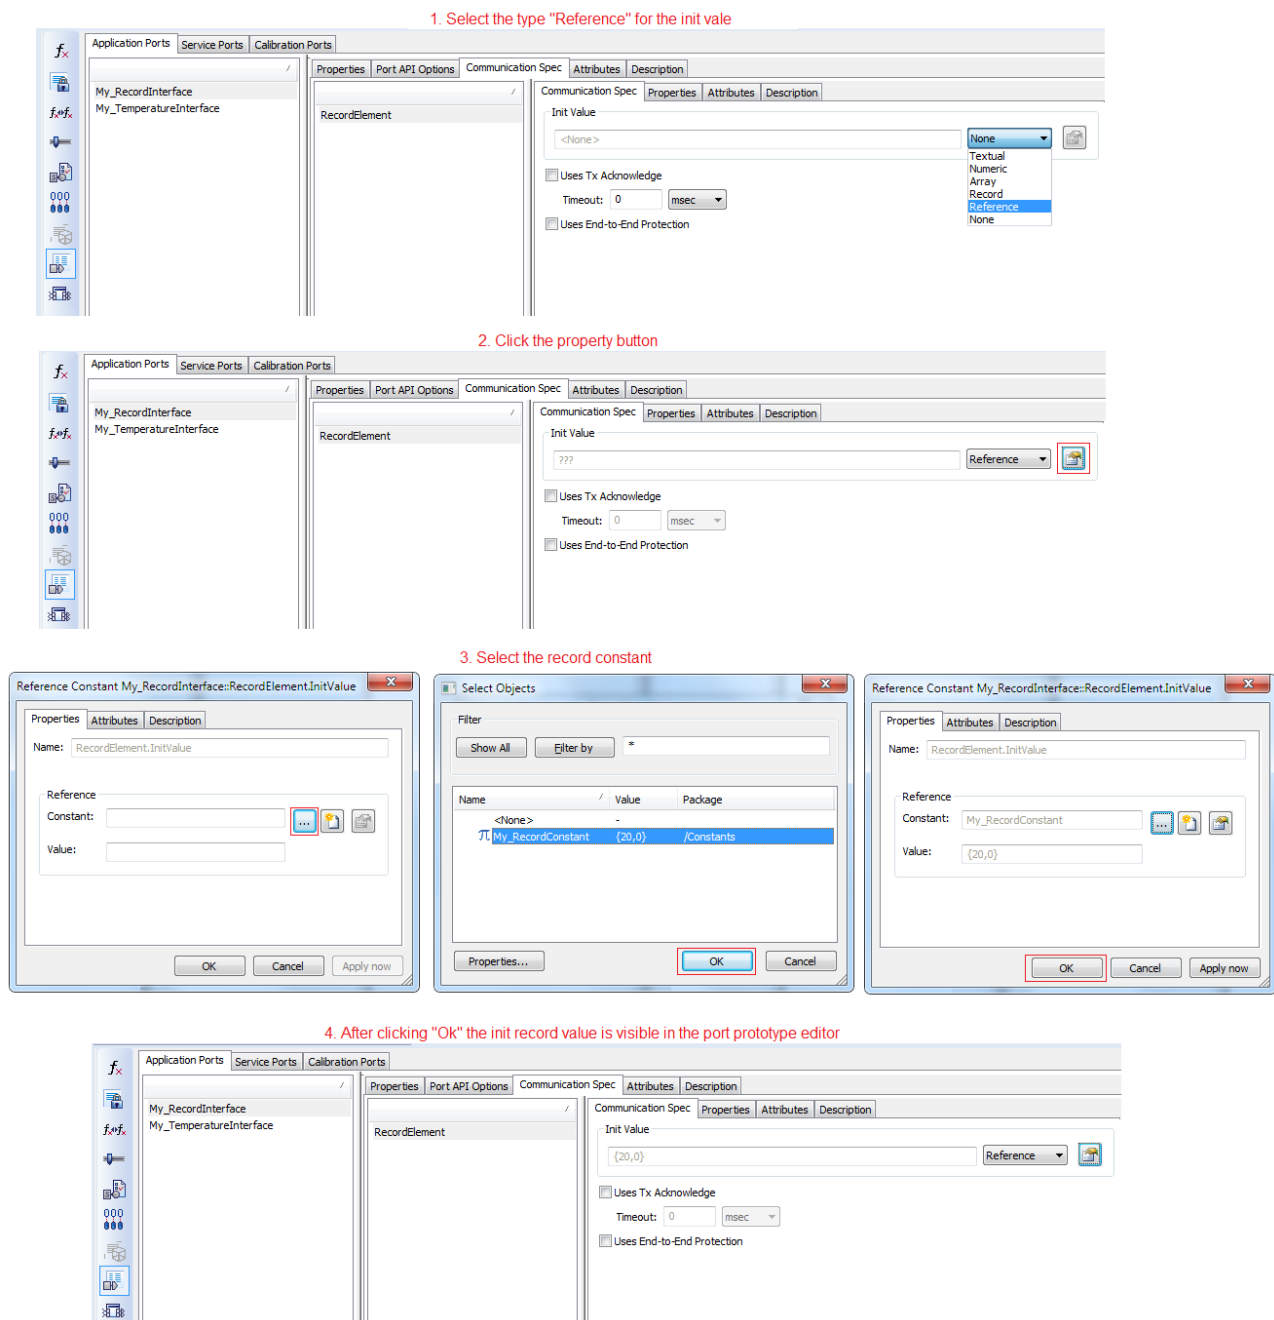 1. Select the type "Reference" for the init vale
Application Ports Service Ports Calibration Ports
Properties Port API Options Communication Spec Attributes Description
My_RecordInterface
My_TemperatureInterface
RecordElement
Communication Spec Properties Attributes Description
Init Value
<None> None
Textual
Numeric
Array
Record
Reference
None
Uses Tx Acknowledge
Timeout: 0 msec
Uses End-to-End Protection
2. Click the property button
Application Ports Service Ports Calibration Ports
Properties Port API Options Communication Spec Attributes Description
My_RecordInterface
My_TemperatureInterface
RecordElement
Communication Spec Properties Attributes Description
Init Value
??? Reference
Uses Tx Acknowledge
Timeout: 0 msec
Uses End-to-End Protection
3. Select the record constant
Reference Constant My_RecordInterface::RecordElement.InitValue
Properties Attributes Description
Name: RecordElement.InitValue
Reference
Constant: ...
Value:
OK Cancel Apply now
Select Objects
Filter
Show All Filter by *
Name Value Package
<None> -
π My_RecordConstant {20,0} /Constants
Properties... OK Cancel
Reference Constant My_RecordInterface::RecordElement.InitValue
Properties Attributes Description
Name: RecordElement.InitValue
Reference
Constant: My_RecordConstant ...
Value: {20,0}
OK Cancel Apply now
4. After clicking "Ok" the init record value is visible in the port prototype editor
Application Ports Service Ports Calibration Ports
Properties Port API Options Communication Spec Attributes Description
My_RecordInterface
My_TemperatureInterface
RecordElement
Communication Spec Properties Attributes Description
Init Value
{20,0} Reference
Uses Tx Acknowledge
Timeout: 0 msec
Uses End-to-End Protection